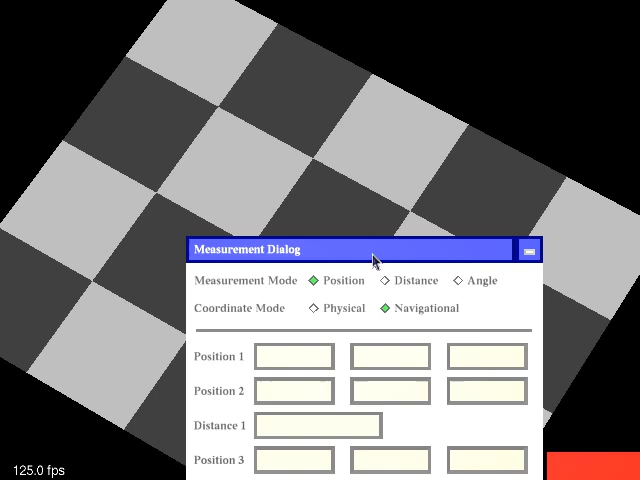 Measurement Dialog
Measurement Mode Position Distance Angle
Coordinate Mode Physical Navigational
Position 1
Position 2
Distance 1
Position 3
125.0 fps